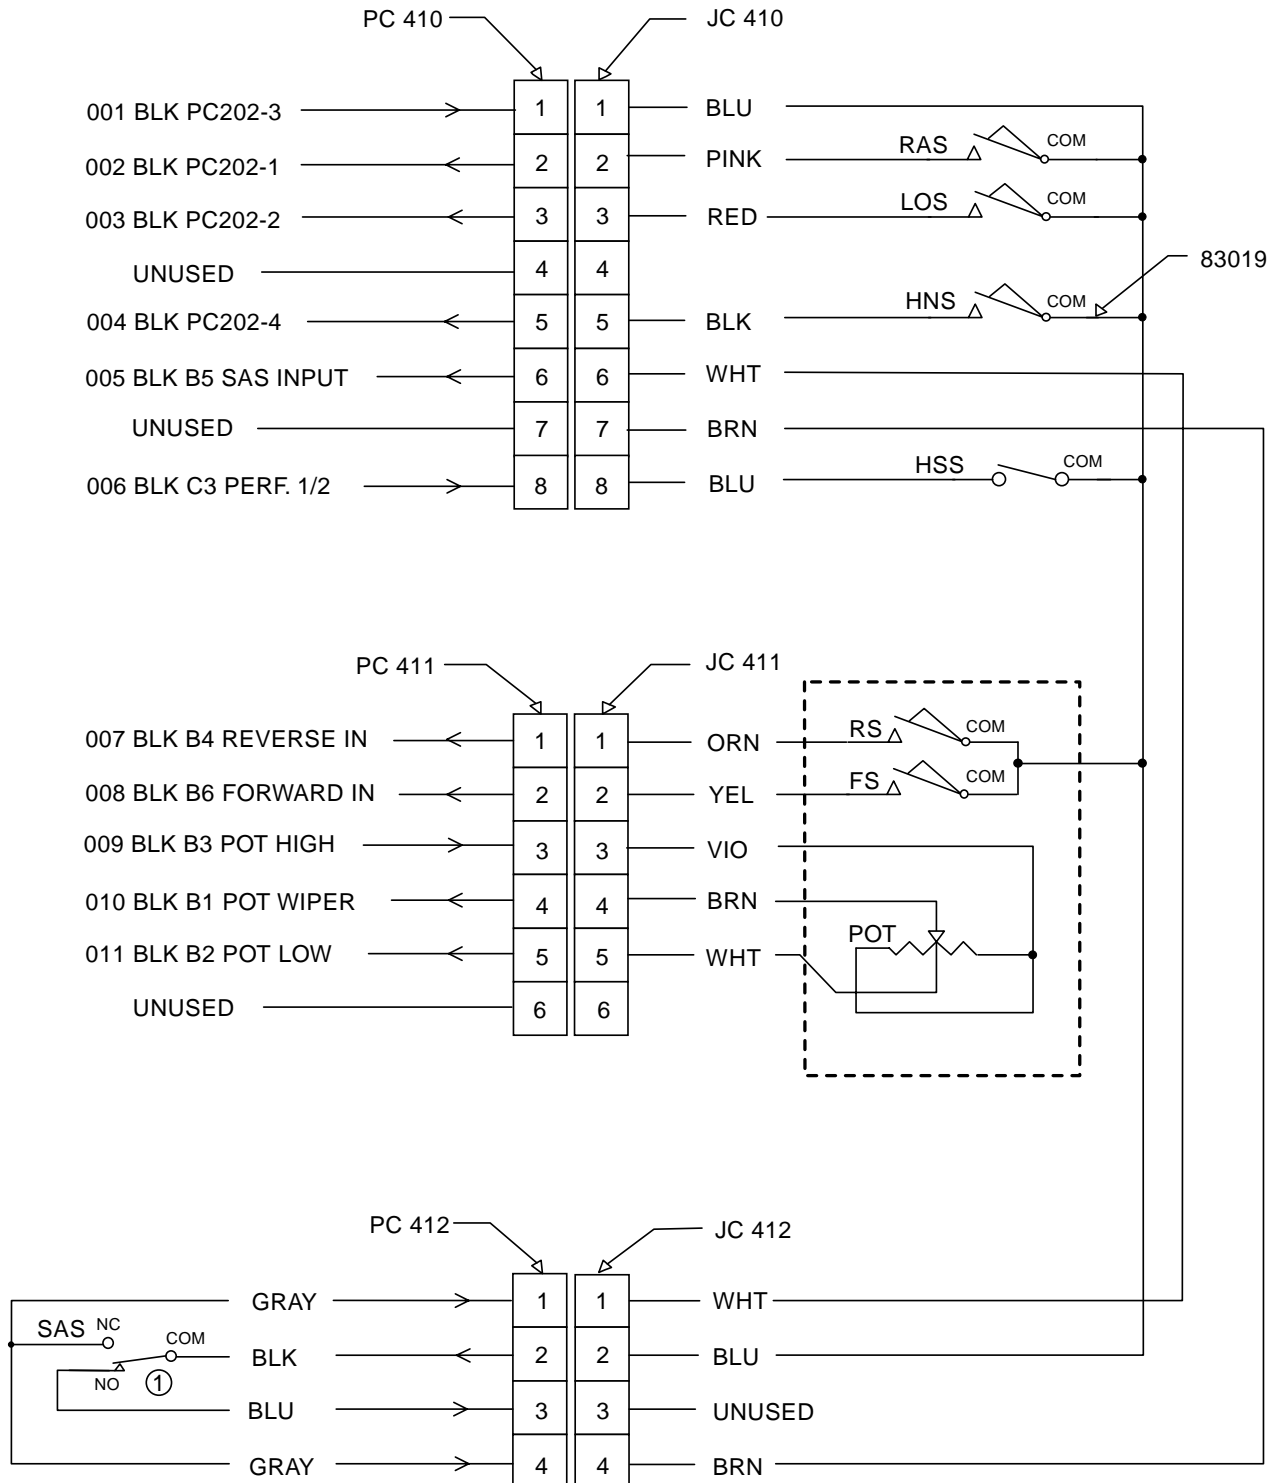 PC 410
JC 410
001 BLK PC202-3 1 1 BLU
002 BLK PC202-1 2 2 PINK RAS COM
003 BLK PC202-2 3 3 RED LOS COM
UNUSED 4 4
83019
004 BLK PC202-4 5 5 BLK HNS COM
005 BLK B5 SAS INPUT 6 6 WHT
UNUSED 7 7 BRN
006 BLK C3 PERF. 1/2 8 8 BLU HSS COM
PC 411
JC 411
007 BLK B4 REVERSE IN 1 1 ORN RS COM
008 BLK B6 FORWARD IN 2 2 YEL FS COM
009 BLK B3 POT HIGH 3 3 VIO
010 BLK B1 POT WIPER 4 4 BRN
POT
011 BLK B2 POT LOW 5 5 WHT
UNUSED 6 6
PC 412
JC 412
GRAY 1 1 WHT
SAS NC COM
BLK 2 2 BLU
NO 1
BLU 3 3 UNUSED
GRAY 4 4 BRN